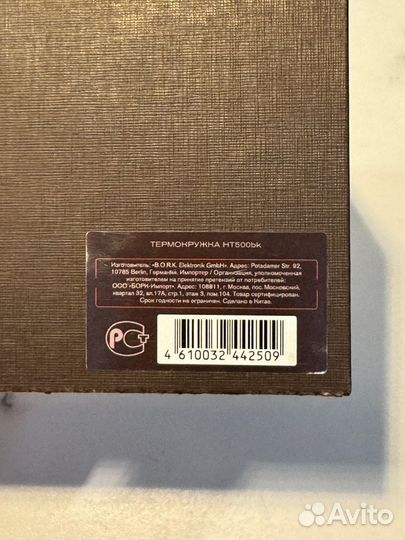 ТЕРМОКРУЖКА HT500bk
Изготовитель: «B.O.R.K. Elektronik GmbH». Адрес: Potsdamer Str. 92,
10785 Berlin, Германия. Импортер / Организация, уполномоченная
изготовителем на принятие претензий от потребителей:
ООО «БОРК-Импорт». Адрес: 108811, г. Москва, пос. Московский,
квартал 32, вл.17А, стр.1, этаж 3, пом.104. Товар сертифицирован.
Срок годности не ограничен. Сделано в Китае.
РСТ
4 610032 442509
Avito